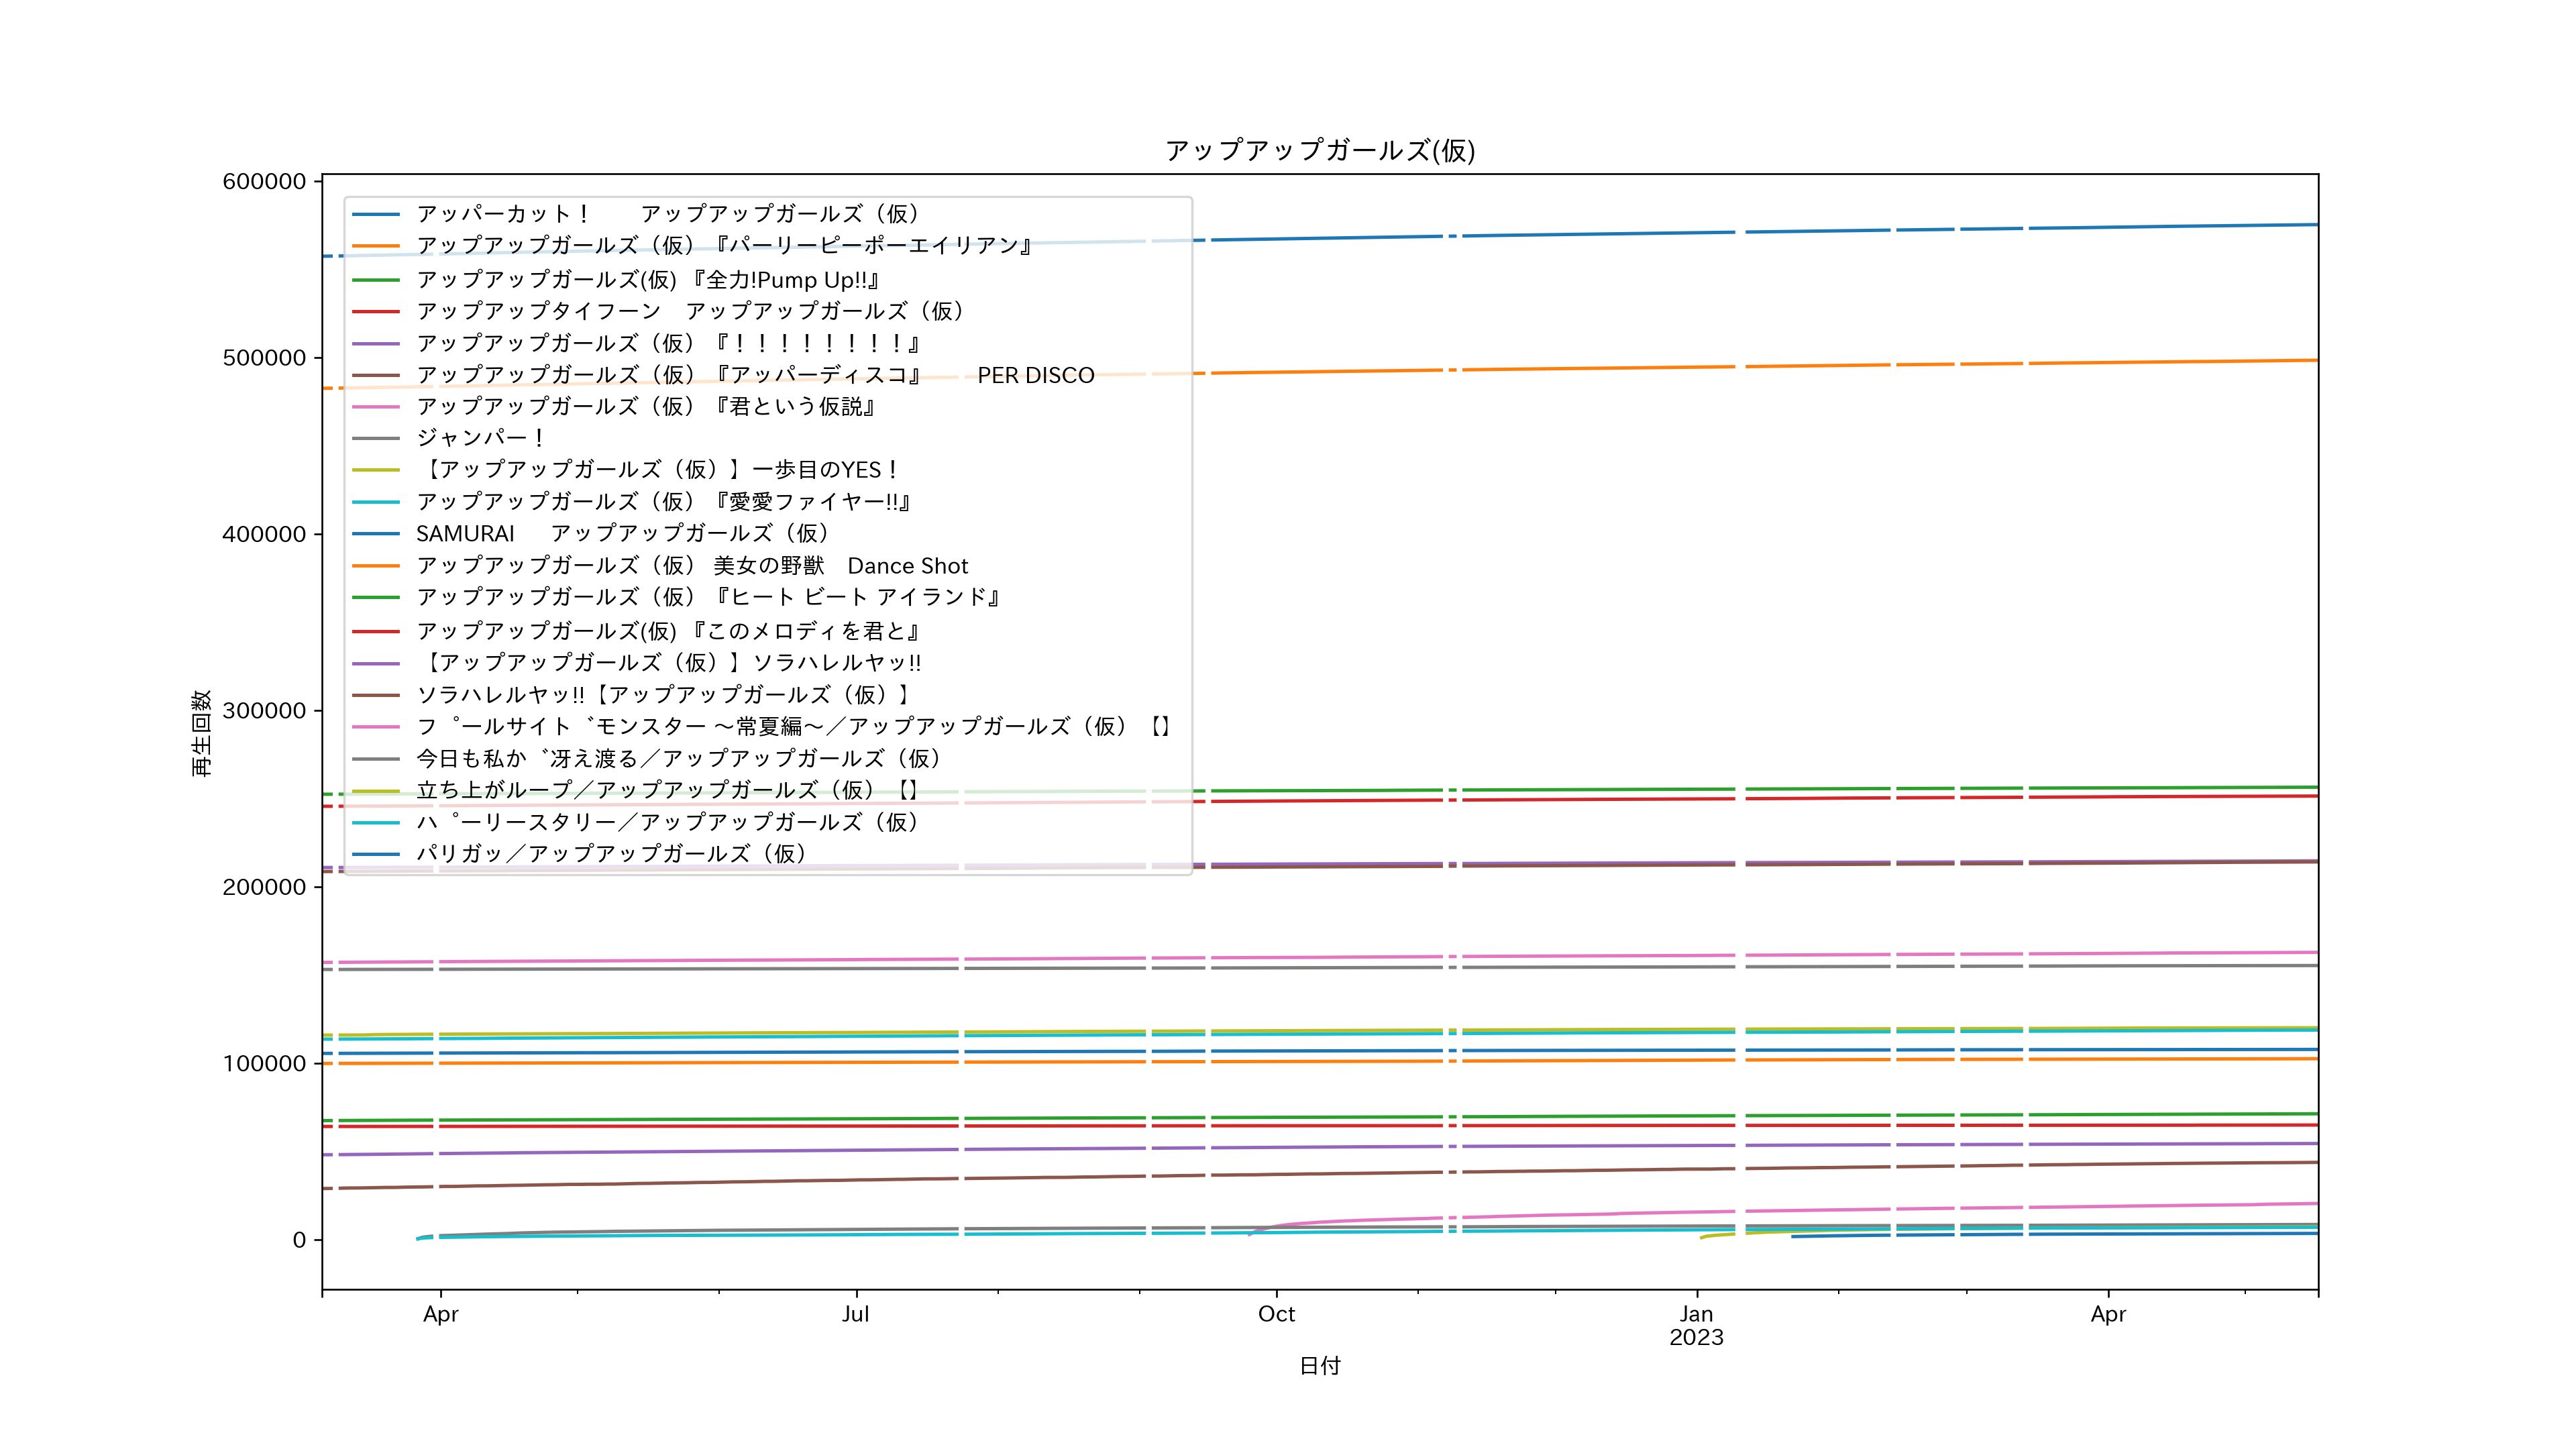 アップアップガールズ(仮)
600000
500000
400000
300000
200000
100000
0
再生回数
アッパーカット！　　アップアップガールズ（仮）
アップアップガールズ（仮）『パーリーピーポーエイリアン』
アップアップガールズ(仮) 『全力!Pump Up!!』
アップアップタイフーン　アップアップガールズ（仮）
アップアップガールズ（仮）『！！！！！！！！』
アップアップガールズ（仮）『アッパーディスコ』　　PER DISCO
アップアップガールズ（仮）『君という仮説』
ジャンパー！
【アップアップガールズ（仮）】一歩目のYES！
アップアップガールズ（仮）『愛愛ファイヤー!!』
SAMURAI　 アップアップガールズ（仮）
アップアップガールズ（仮） 美女の野獣　Dance Shot
アップアップガールズ（仮）『ヒート ビート アイランド』
アップアップガールズ(仮) 『このメロディを君と』
【アップアップガールズ（仮）】ソラハレルヤッ!!
ソラハレルヤッ!!【アップアップガールズ（仮）】
フ゜ールサイト゛モンスター 〜常夏編〜／アップアップガールズ（仮）【】
今日も私か゛冴え渡る／アップアップガールズ（仮）
立ち上がループ／アップアップガールズ（仮）【】
ハ゜ーリースタリー／アップアップガールズ（仮）
パリガッ／アップアップガールズ（仮）
Apr
Jul
Oct
Jan
2023
Apr
日付